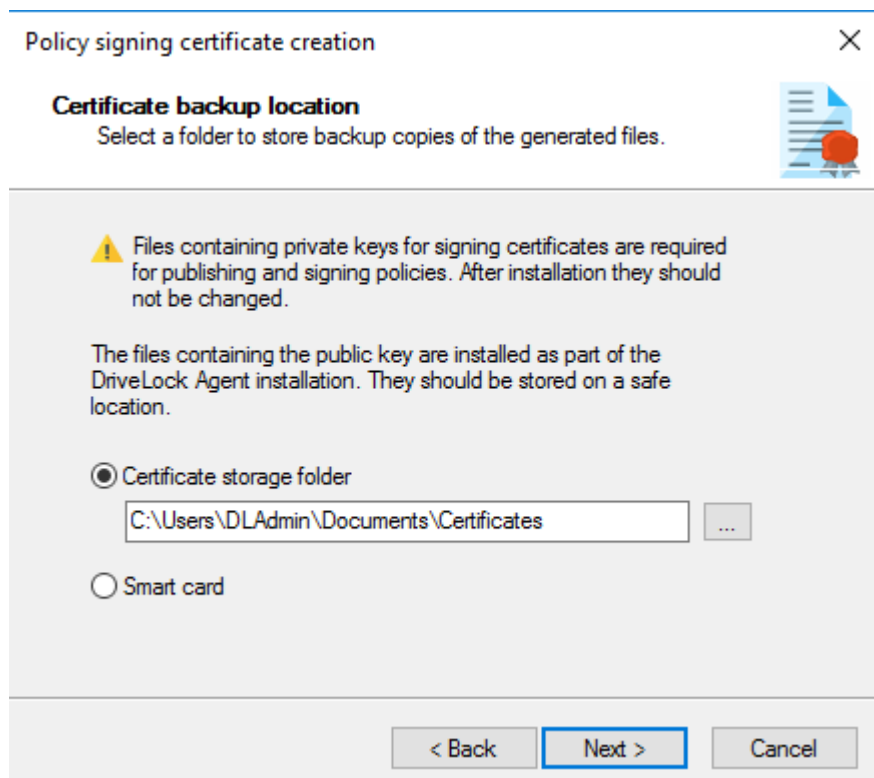 Policy signing certificate creation
Certificate backup location
Select a folder to store backup copies of the generated files.
Files containing private keys for signing certificates are required
for publishing and signing policies. After installation they should
not be changed.
The files containing the public key are installed as part of the
DriveLock Agent installation. They should be stored on a safe
location.
Certificate storage folder
C:\Users\DLAdmin\Documents\Certificates
...
Smart card
< Back
Next >
Cancel